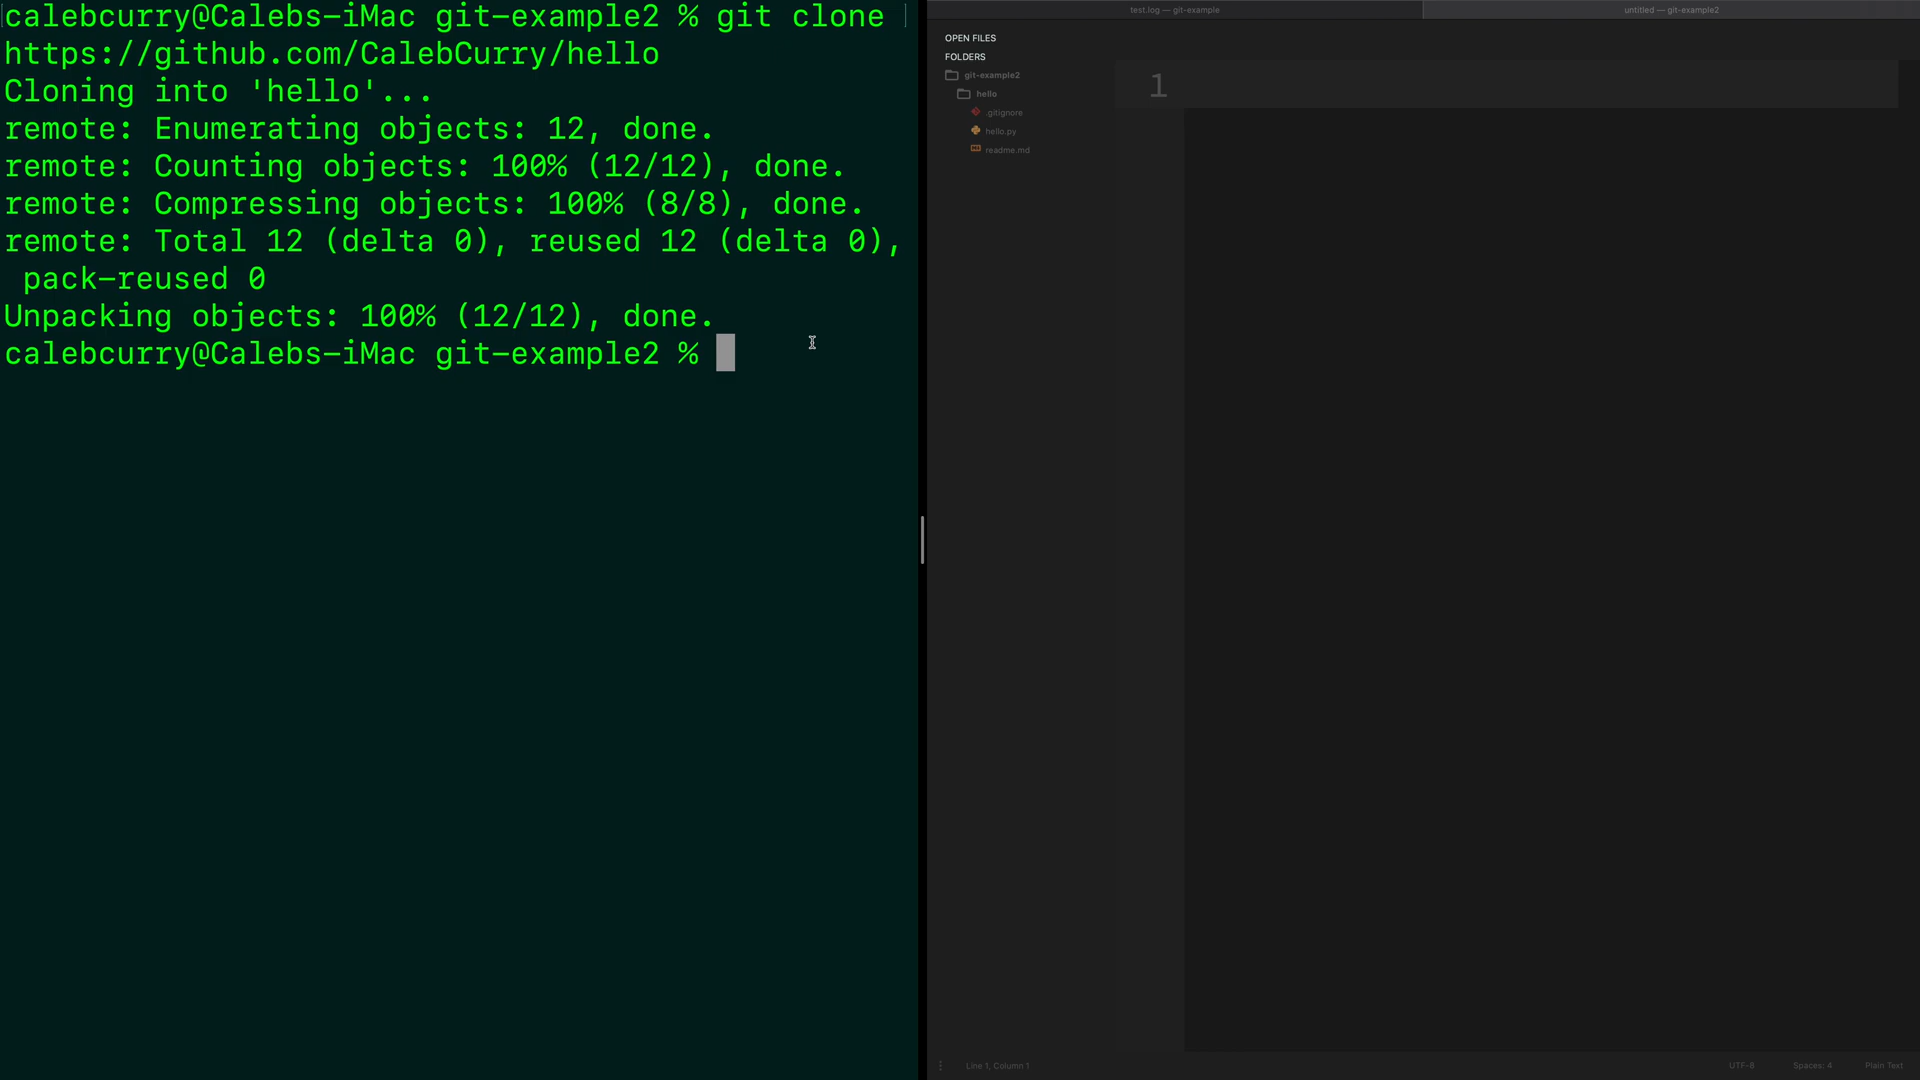 calebcurry@Calebs-iMac git-example2 % git clone
https://github.com/CalebCurry/hello
Cloning into 'hello'...
remote: Enumerating objects: 12, done.
remote: Counting objects: 100% (12/12), done.
remote: Compressing objects: 100% (8/8), done.
remote: Total 12 (delta 0), reused 12 (delta 0),
 pack-reused 0
Unpacking objects: 100% (12/12), done.
calebcurry@Calebs-iMac git-example2 %
test.log — git-example
untitled — git-example2
OPEN FILES
FOLDERS
git-example2
hello
.gitignore
hello.py
readme.md
1
Line 1, Column 1
UTF-8
Spaces: 4
Plain Text